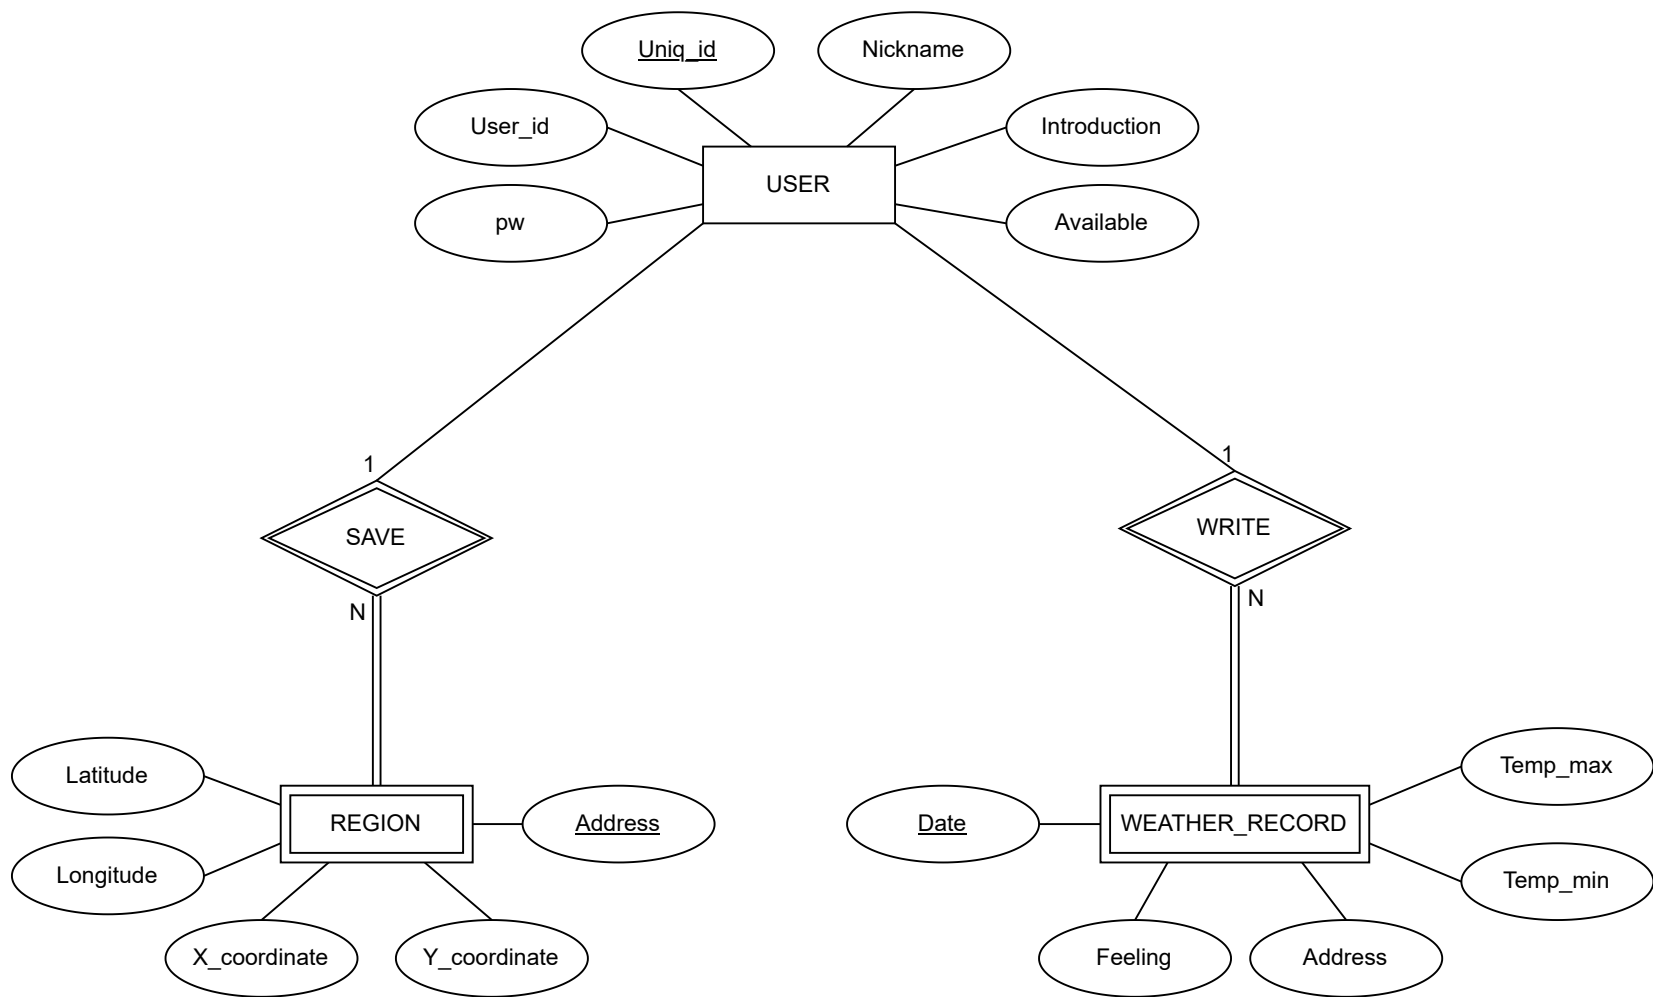 Uniq_id
Nickname
User_id
Introduction
USER
pw
Available
1
1
SAVE
WRITE
N
N
Latitude
Temp_max
REGION
Address
Date
WEATHER_RECORD
Longitude
Temp_min
X_coordinate
Y_coordinate
Feeling
Address